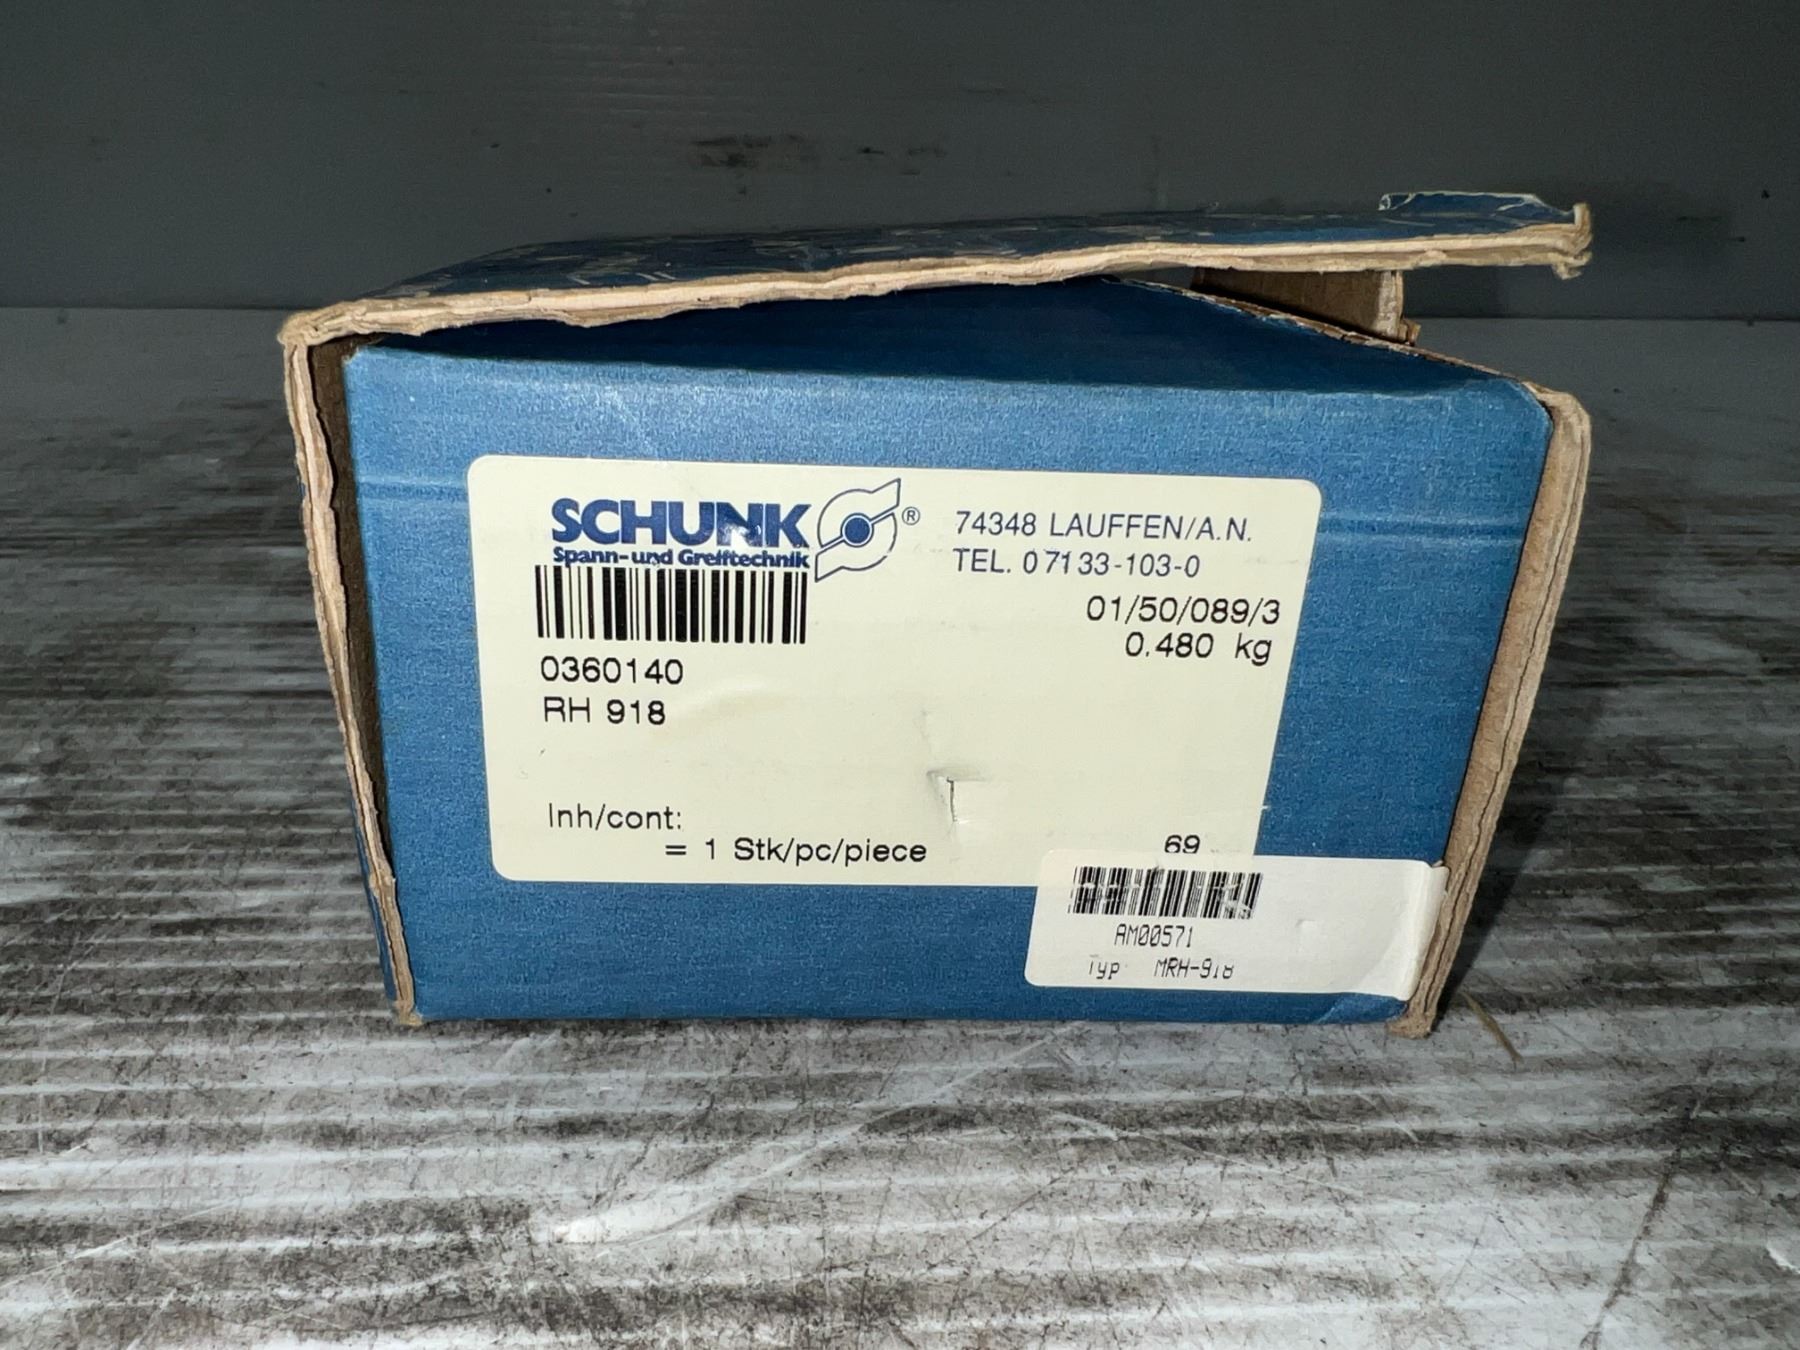 SCHUNK ®
Spann- und Greiftechnik
74348 LAUFFEN/A.N.
TEL. 07133-103-0
01/50/089/3
0.480 kg
0360140
RH 918
Inh/cont:
= 1 Stk/pc/piece
69
AM00571
Typ MRH-918